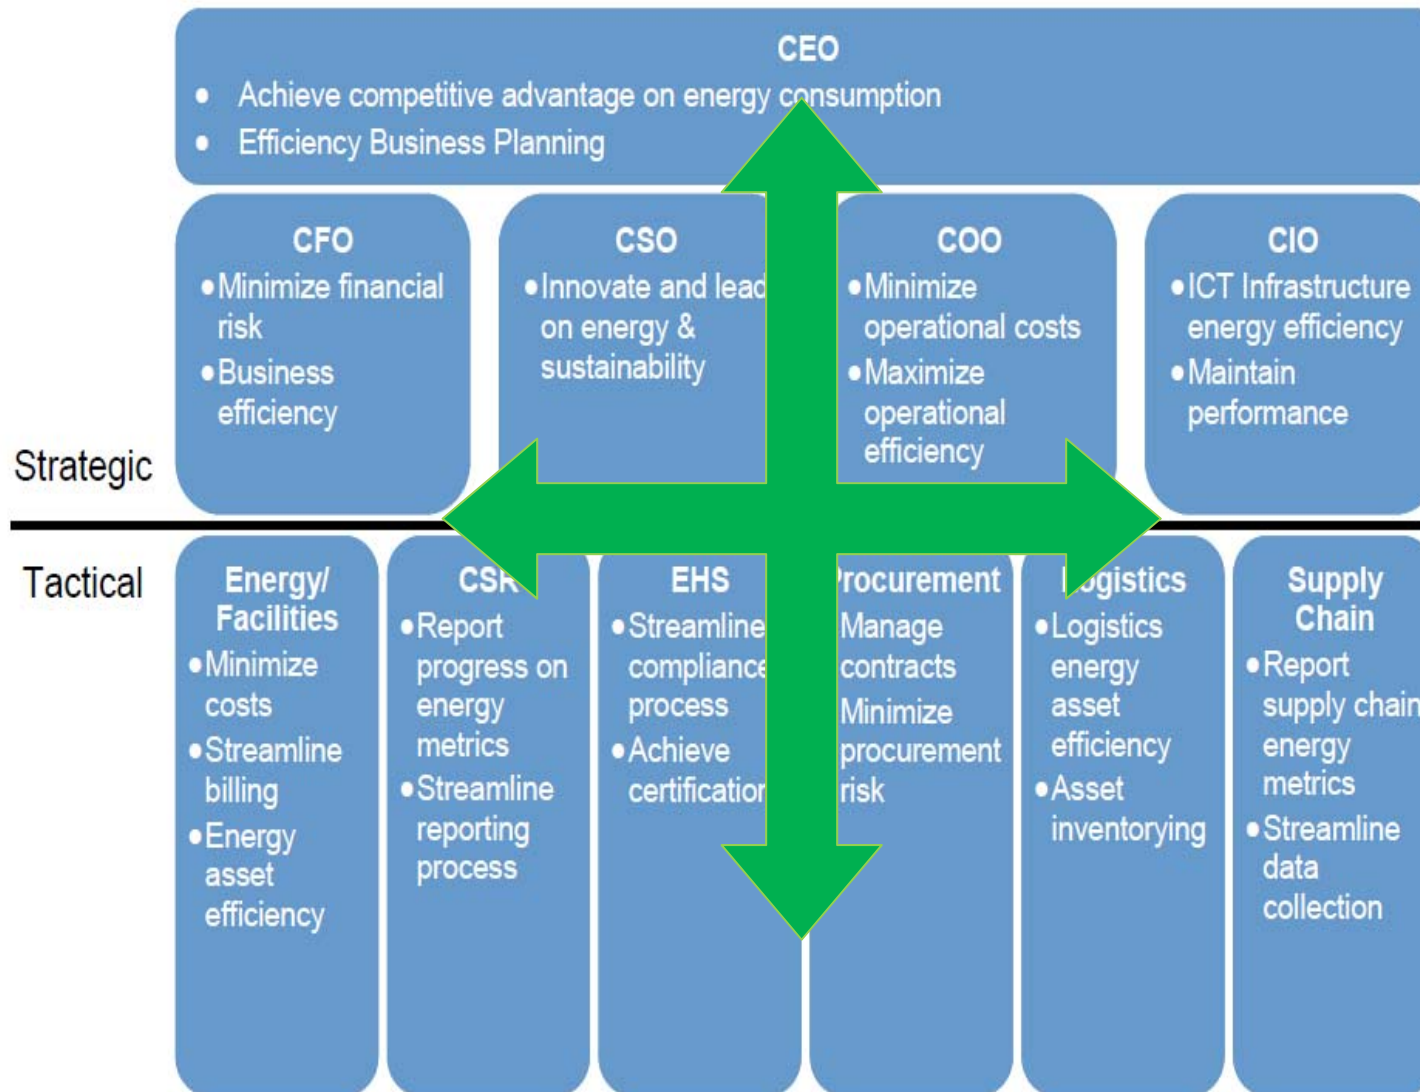 CEO
● Achieve competitive advantage on energy consumption
● Efficiency Business Planning
CFO
●Minimize financial
risk
●Business
efficiency
CSO
●Innovate and lead
on energy &
sustainability
COO
●Minimize
operational costs
●Maximize
operational
efficiency
CIO
●ICT Infrastructure
energy efficiency
●Maintain
performance
Strategic
Tactical
Energy/
Facilities
●Minimize
costs
●Streamline
billing
●Energy
asset
efficiency
CSR
●Report
progress on
energy
metrics
●Streamline
reporting
process
EHS
●Streamline
compliance
process
●Achieve
certification
Procurement
Manage
contracts
Minimize
procurement
risk
Logistics
●Logistics
energy
asset
efficiency
●Asset
inventorying
Supply
Chain
●Report
supply chain
energy
metrics
●Streamline
data
collection